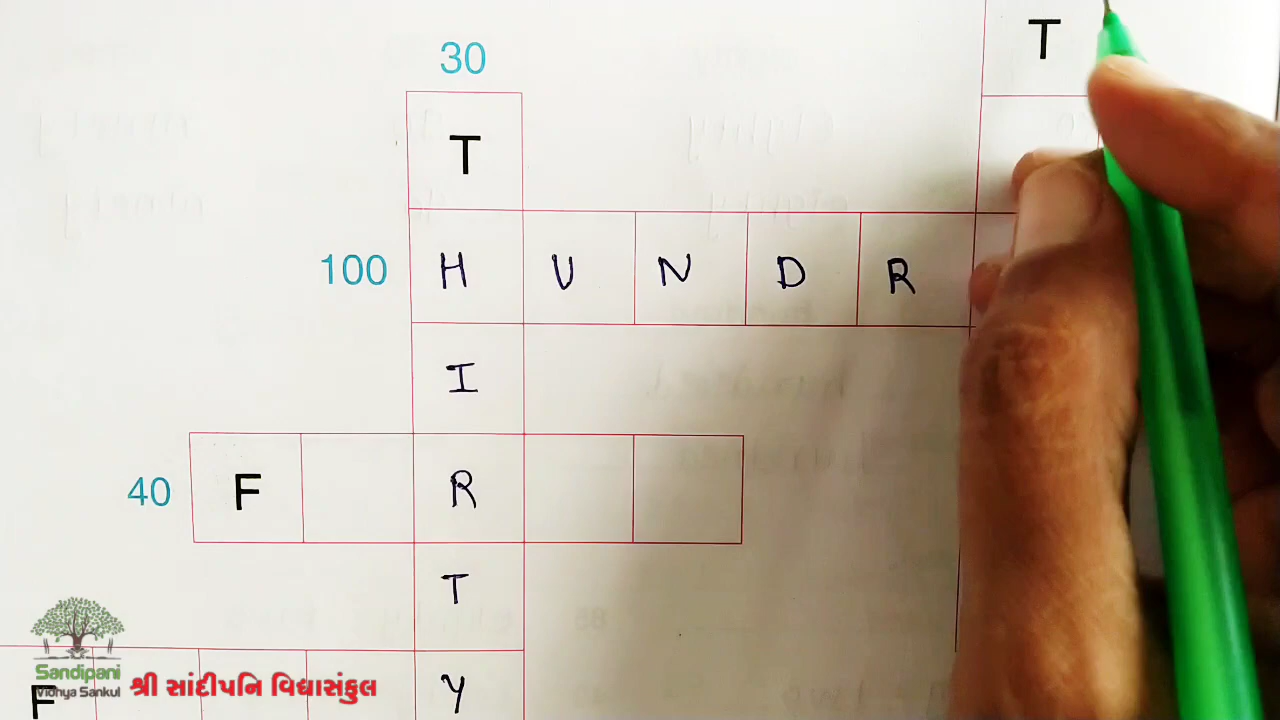 T
30
T
100 H U N D R
I
40 F R
T
F Y
Sandipani
Vidhya Sankul
શ્રી સાંદીપનિ વિદ્યાસંકુલ